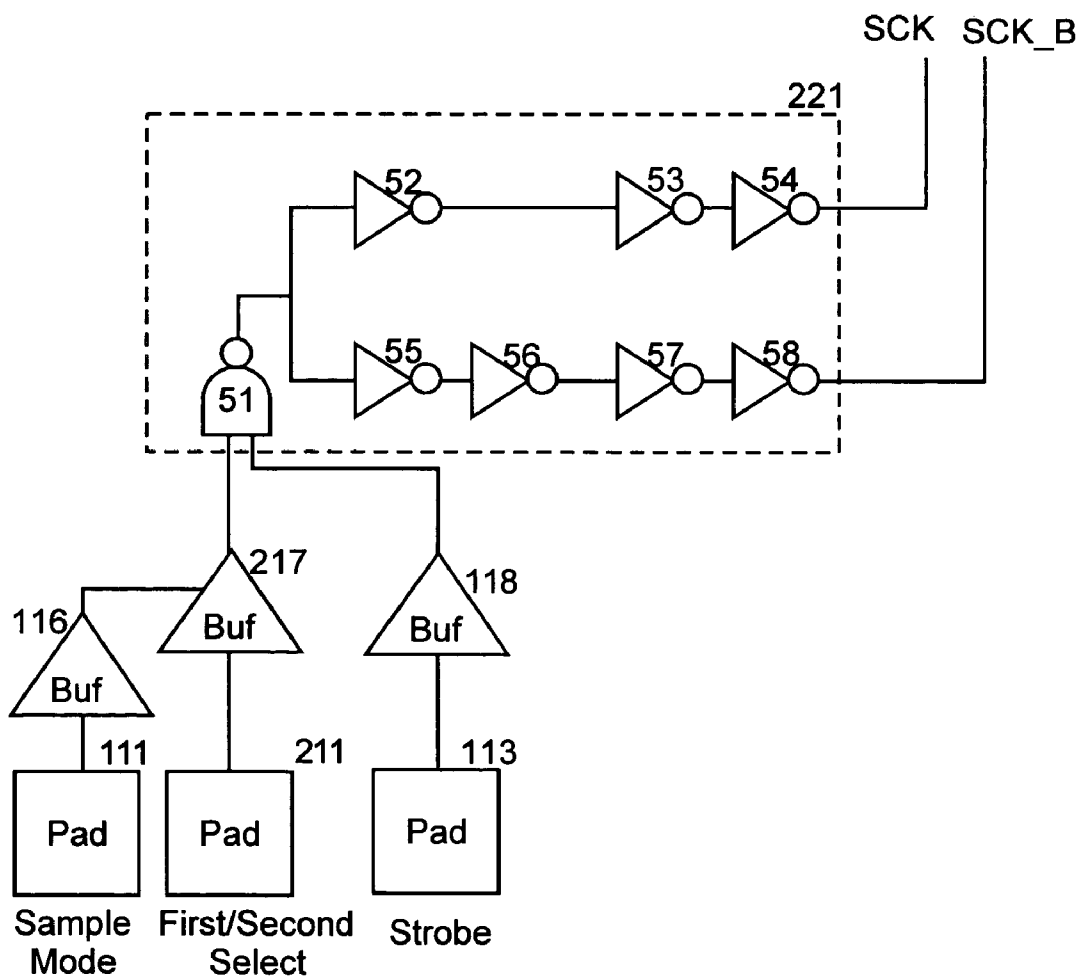 SCK SCK_B
221
52 53 54
55 56 57 58
51
217
118
116
Buf
Buf
Buf
111
211
113
Pad
Pad
Pad
Sample
Mode
First/Second
Select
Strobe